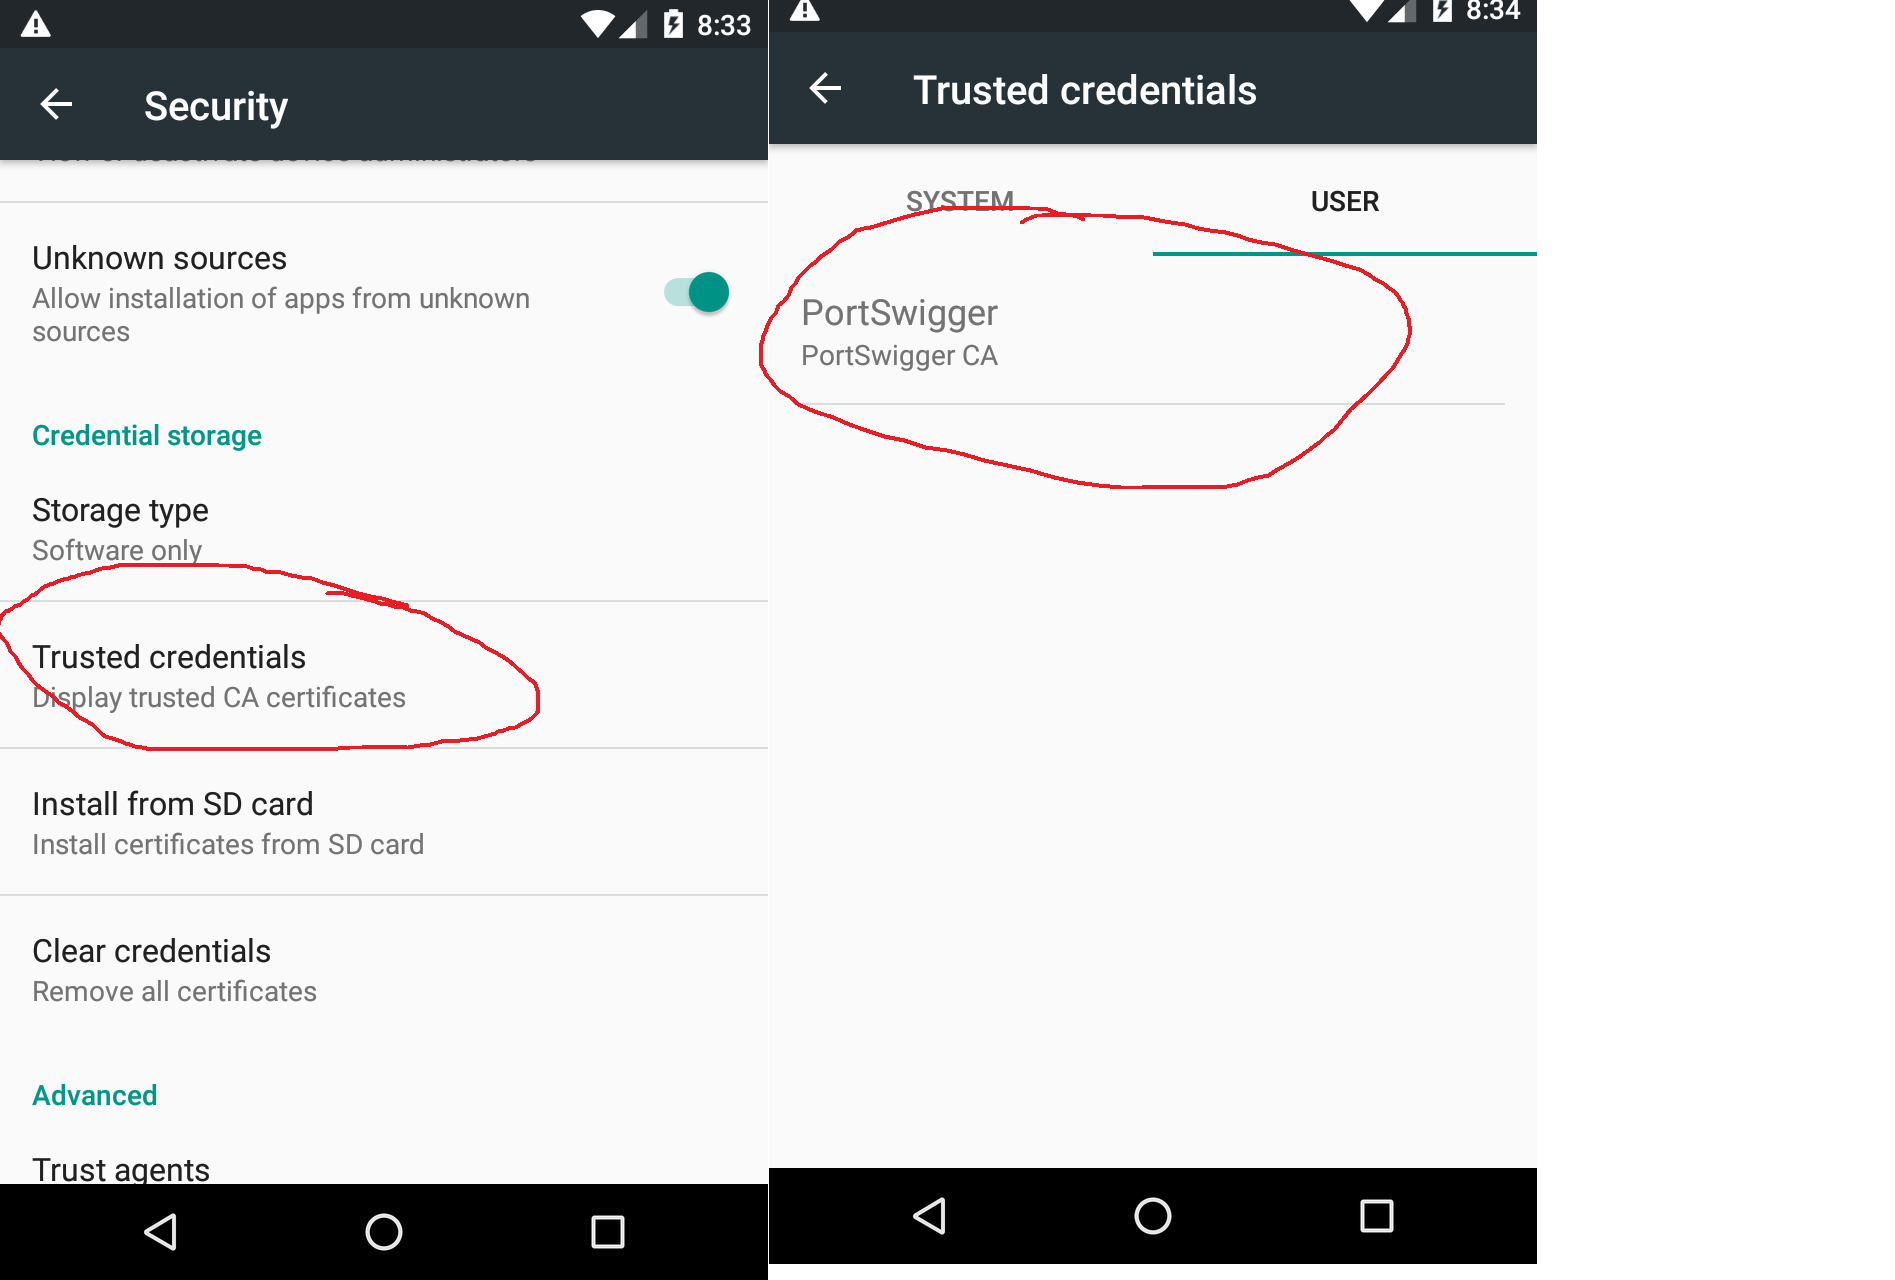 8:33
Security
Unknown sources
Allow installation of apps from unknown
sources
Credential storage
Storage type
Software only
Trusted credentials
Display trusted CA certificates
Install from SD card
Install certificates from SD card
Clear credentials
Remove all certificates
Advanced
Trust agents
8:34
Trusted credentials
SYSTEM
USER
PortSwigger
PortSwigger CA